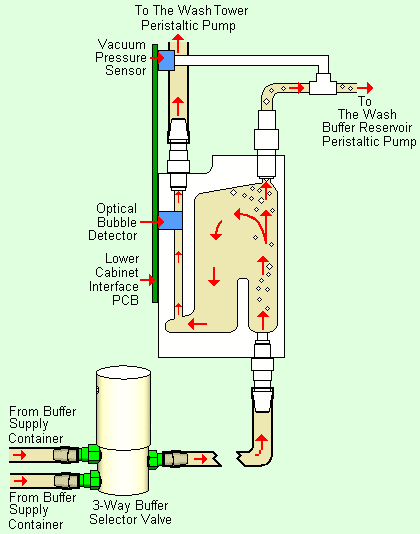 To The Wash Tower
Peristaltic Pump
Vacuum
Pressure
Sensor
To
The Wash
Buffer Reservoir
Peristaltic Pump
Optical
Bubble
Detector
Lower
Cabinet
Interface
PCB
From Buffer
Supply
Container
From Buffer
Supply
Container
3-Way Buffer
Selector Valve